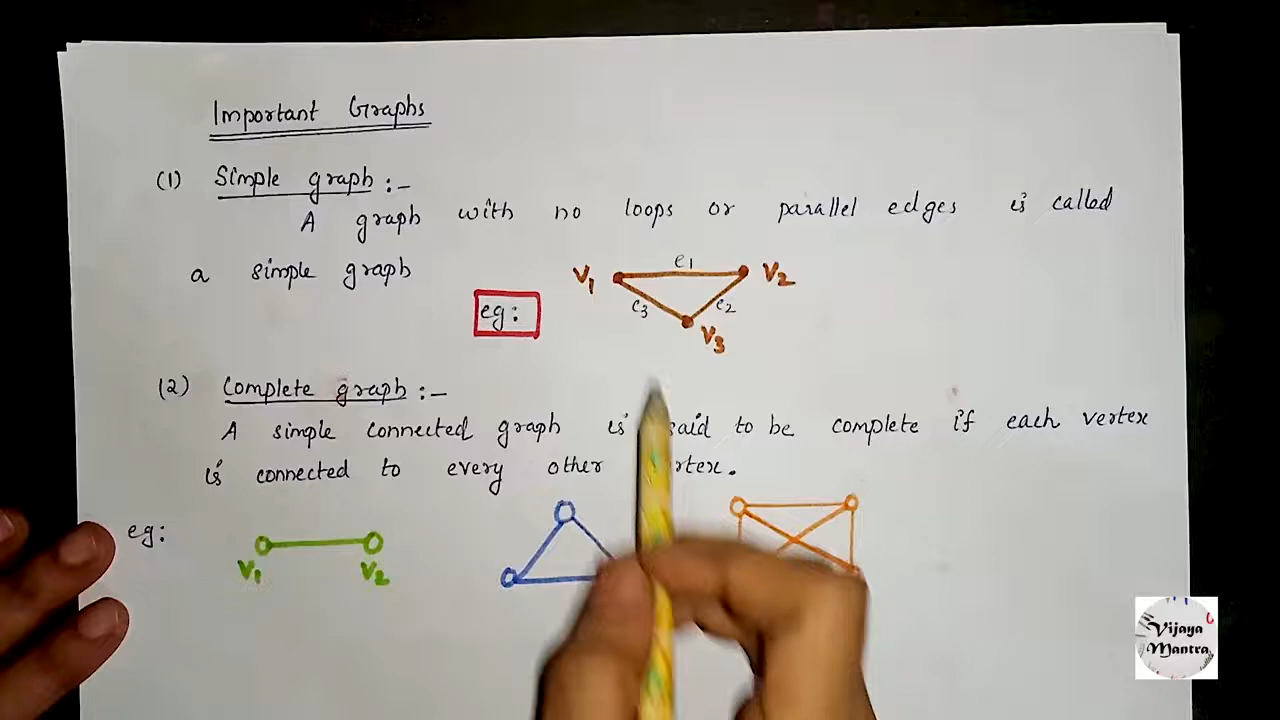 Important Graphs
(1) Simple graph :-
A graph with no loops or parallel edges is called
a simple graph
eg:
V1 e1 V2
e3 e2
V3
(2) Complete graph :-
A simple connected graph is said to be complete if each vertex
is connected to every other rtex.
eg:
V1 V2
Vijaya
Mantra